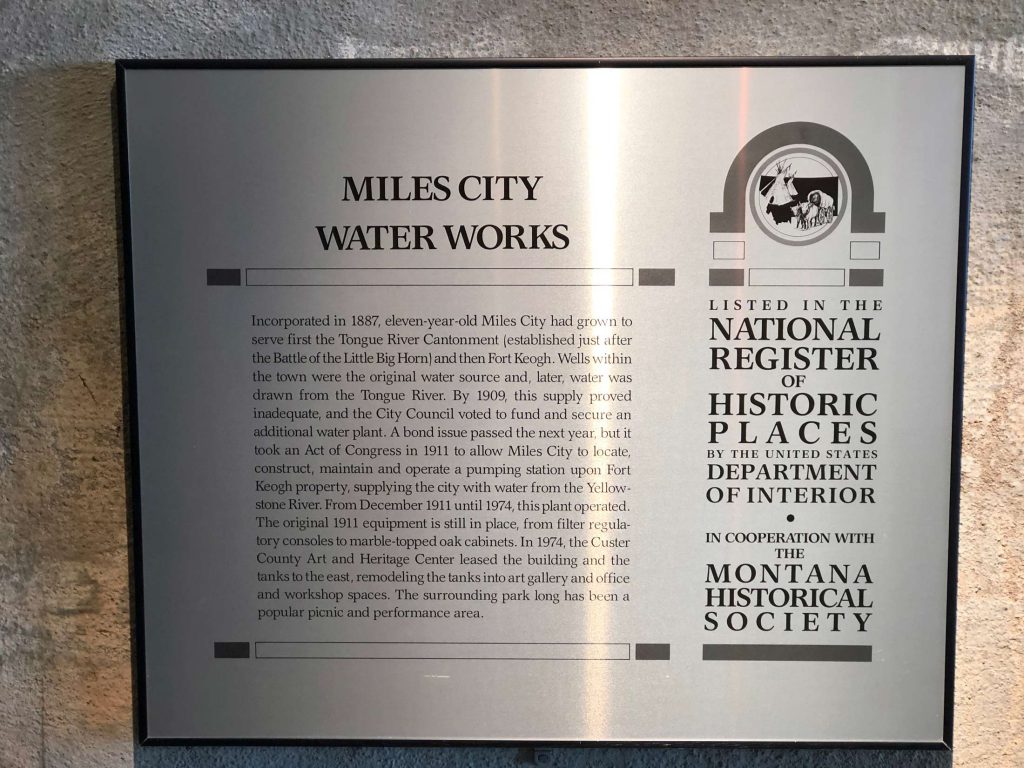 MILES CITY
WATER WORKS
Incorporated in 1887, eleven-year-old Miles City had grown to
serve first the Tongue River Cantonment (established just after
the Battle of the Little Big Horn) and then Fort Keogh. Wells within
the town were the original water source and, later, water was
drawn from the Tongue River. By 1909, this supply proved
inadequate, and the City Council voted to fund and secure an
additional water plant. A bond issue passed the next year, but it
took an Act of Congress in 1911 to allow Miles City to locate,
construct, maintain and operate a pumping station upon Fort
Keogh property, supplying the city with water from the Yellow-
stone River. From December 1911 until 1974, this plant operated.
The original 1911 equipment is still in place, from filter regula-
tory consoles to marble-topped oak cabinets. In 1974, the Custer
County Art and Heritage Center leased the building and the
tanks to the east, remodeling the tanks into art gallery and office
and workshop spaces. The surrounding park long has been a
popular picnic and performance area.
LISTED IN THE
NATIONAL
REGISTER
OF
HISTORIC
PLACES
BY THE UNITED STATES
DEPARTMENT
OF INTERIOR
•
IN COOPERATION WITH
THE
MONTANA
HISTORICAL
SOCIETY